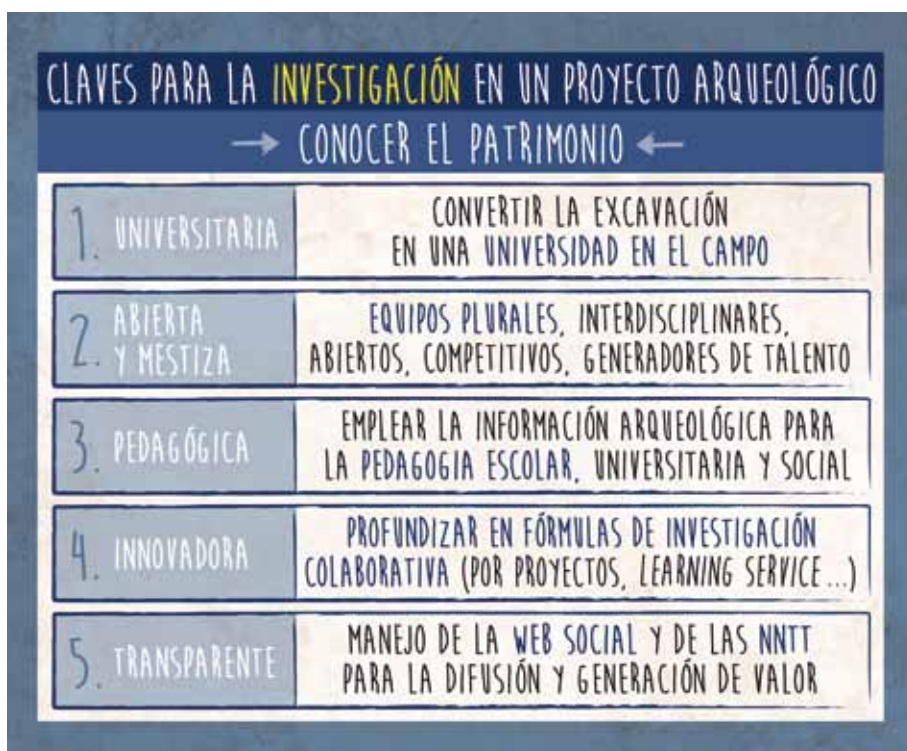 CLAVES PARA LA INVESTIGACIÓN EN UN PROYECTO ARQUEOLÓGICO
CONOCER EL PATRIMONIO
1. UNIVERSITARIA
CONVERTIR LA EXCAVACIÓN
EN UNA UNIVERSIDAD EN EL CAMPO
2. ABIERTA
Y MESTIZA
EQUIPOS PLURALES, INTERDISCIPLINARES,
ABIERTOS, COMPETITIVOS, GENERADORES DE TALENTO
3. PEDAGÓGICA
EMPLEAR LA INFORMACIÓN ARQUEOLÓGICA PARA
LA PEDAGOGIA ESCOLAR, UNIVERSITARIA Y SOCIAL
4. INNOVADORA
PROFUNDIZAR EN FÓRMULAS DE INVESTIGACIÓN
COLABORATIVA (POR PROYECTOS, LEARNING SERVICE...)
5. TRANSPARENTE
MANEJO DE LA WEB SOCIAL Y DE LAS NNTT
PARA LA DIFUSIÓN Y GENERACIÓN DE VALOR